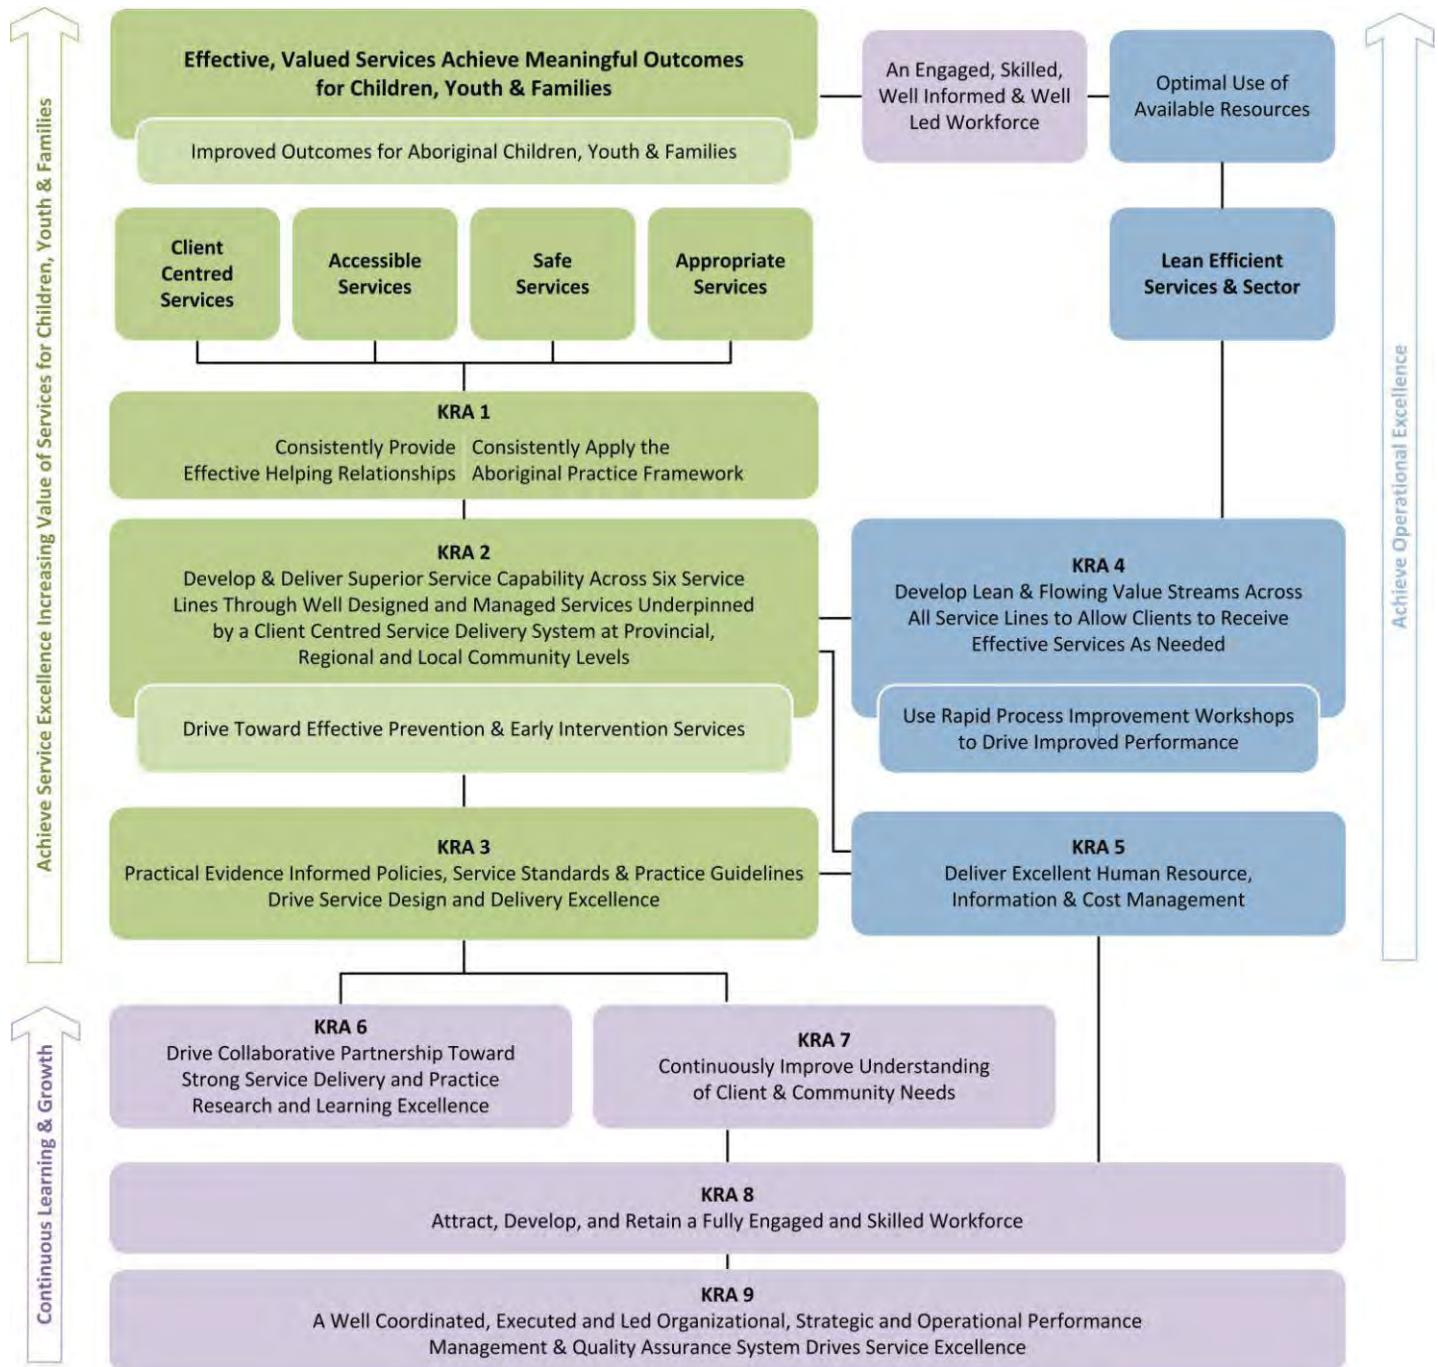 Achieve Service Excellence Increasing Value of Services for Children, Youth & Families
Effective, Valued Services Achieve Meaningful Outcomes
for Children, Youth & Families
Improved Outcomes for Aboriginal Children, Youth & Families
An Engaged, Skilled,
Well Informed & Well
Led Workforce
Optimal Use of
Available Resources
Client
Centred
Services
Accessible
Services
Safe
Services
Appropriate
Services
Lean Efficient
Services & Sector
Achieve Operational Excellence
KRA 1
Consistently Provide
Effective Helping Relationships
Consistently Apply the
Aboriginal Practice Framework
KRA 2
Develop & Deliver Superior Service Capability Across Six Service
Lines Through Well Designed and Managed Services Underpinned
by a Client Centred Service Delivery System at Provincial,
Regional and Local Community Levels
Drive Toward Effective Prevention & Early Intervention Services
KRA 4
Develop Lean & Flowing Value Streams Across
All Service Lines to Allow Clients to Receive
Effective Services As Needed
Use Rapid Process Improvement Workshops
to Drive Improved Performance
KRA 3
Practical Evidence Informed Policies, Service Standards & Practice Guidelines
Drive Service Design and Delivery Excellence
KRA 5
Deliver Excellent Human Resource,
Information & Cost Management
Continuous Learning & Growth
KRA 6
Drive Collaborative Partnership Toward
Strong Service Delivery and Practice
Research and Learning Excellence
KRA 7
Continuously Improve Understanding
of Client & Community Needs
KRA 8
Attract, Develop, and Retain a Fully Engaged and Skilled Workforce
KRA 9
A Well Coordinated, Executed and Led Organizational, Strategic and Operational Performance
Management & Quality Assurance System Drives Service Excellence